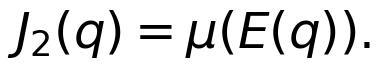 J₂(q) = μ(E(q)).